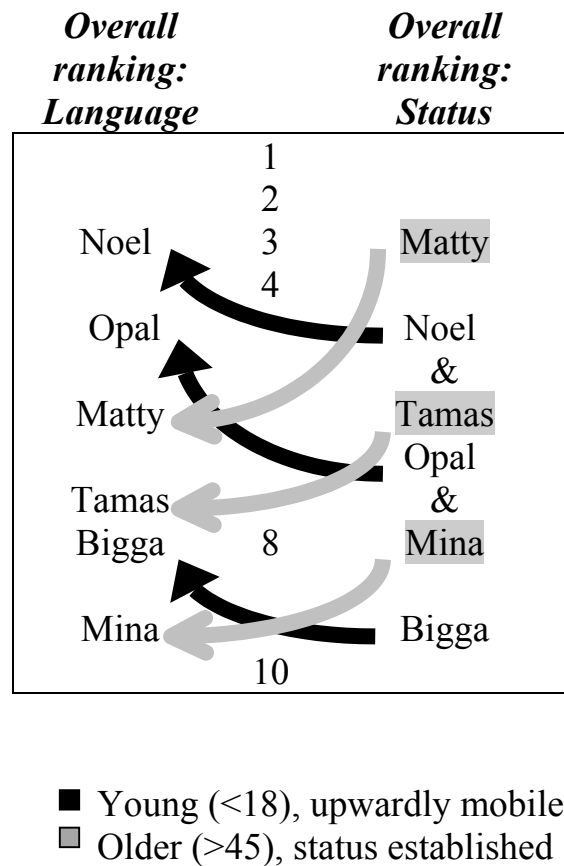 Overall ranking: Language
Overall ranking: Status
1
2
Noel 3 Matty
4
Opal Noel
&
Matty Tamas
Opal
Tamas &
Bigga 8 Mina
Mina Bigga
10
Young (<18), upwardly mobile
Older (>45), status established